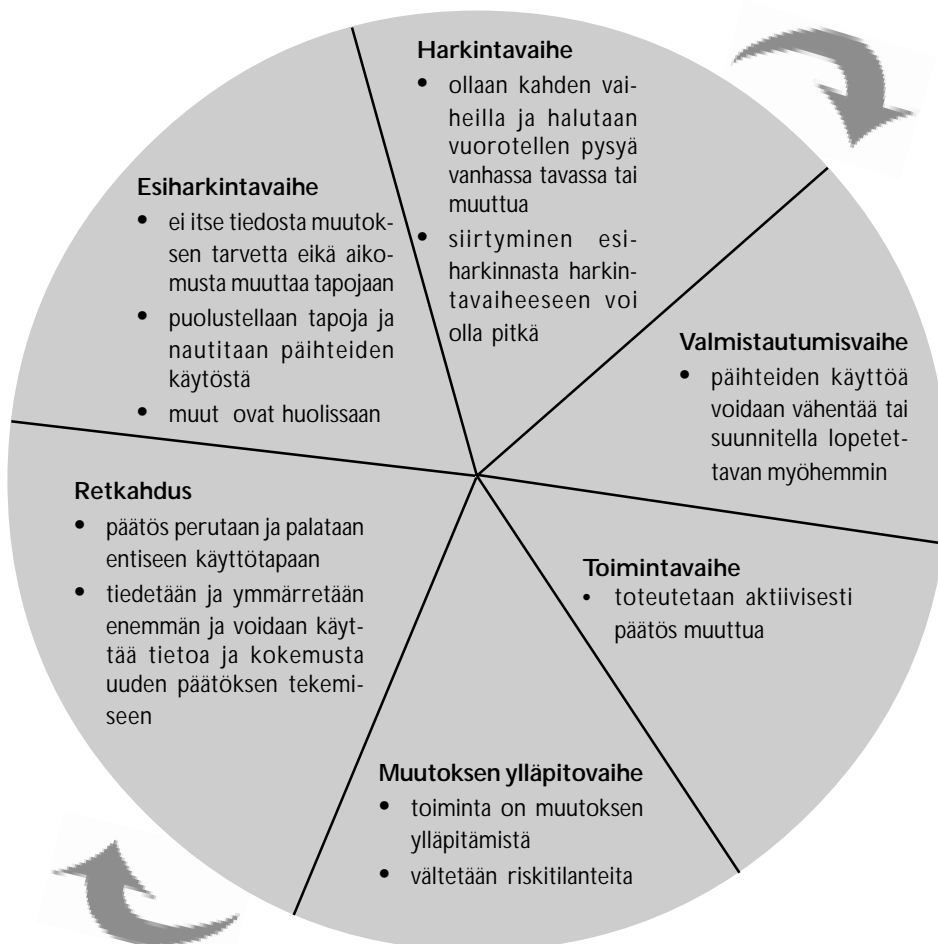 Harkintavaihe
• ollaan kahden vai-
heilla ja halutaan
vuorotellen pysyä
vanhassa tavassa tai
muuttua
• siirtyminen esi-
harkinnasta harkin-
tavaiheeseen voi
olla pitkä
Valmistautumisvaihe
• päihteiden käyttöä
voidaan vähentää tai
suunnitella lopetet-
tavan myöhemmin
Toimintavaihe
• toteutetaan aktiivisesti
päätös muuttua
Muutoksen ylläpitovaihe
• toiminta on muutoksen
ylläpitämistä
• vältetään riskitilanteita
Retkahdus
• päätös perutaan ja palataan
entiseen käyttötapaan
• tiedetään ja ymmärretään
enemmän ja voidaan käyt-
tää tietoa ja kokemusta
uuden päätöksen tekemi-
seen
Esiharkintavaihe
• ei itse tiedosta muutok-
sen tarvetta eikä aiko-
musta muuttaa tapojaan
• puolustellaan tapoja ja
nautitaan päihteiden
käytöstä
• muut ovat huolissaan